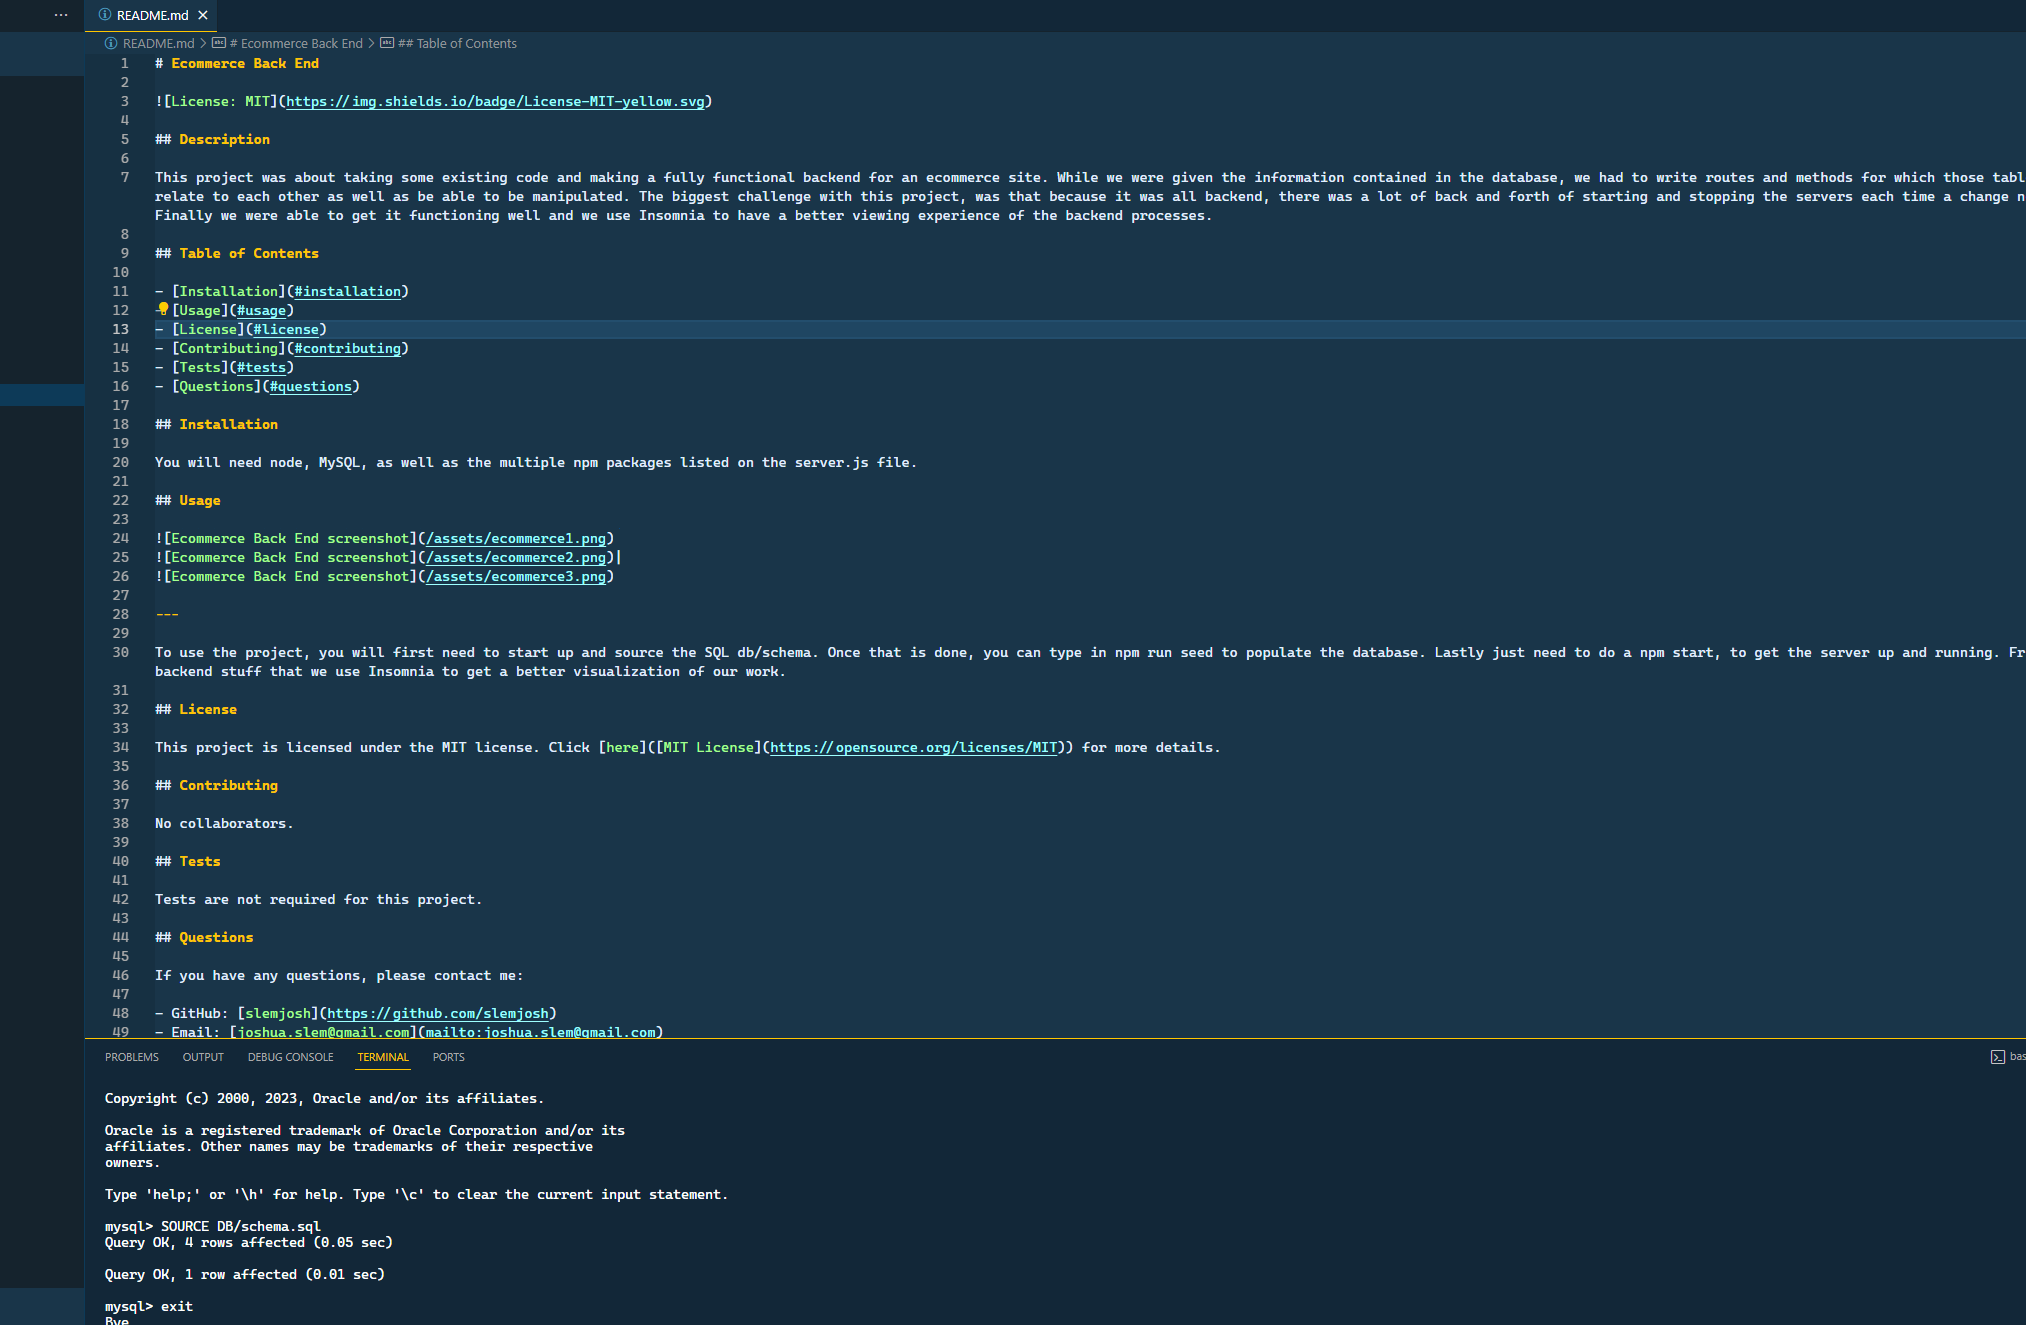 README.md
README.md > # Ecommerce Back End > ## Table of Contents
1 # Ecommerce Back End
2
3 ![License: MIT](https://img.shields.io/badge/License-MIT-yellow.svg)
4
5 ## Description
6
7 This project was about taking some existing code and making a fully functional backend for an ecommerce site. While we were given the information contained in the database, we had to write routes and methods for which those tabl
relate to each other as well as be able to be manipulated. The biggest challenge with this project, was that because it was all backend, there was a lot of back and forth of starting and stopping the servers each time a change n
Finally we were able to get it functioning well and we use Insomnia to have a better viewing experience of the backend processes.
8
9 ## Table of Contents
10
11 - [Installation](#installation)
12 - [Usage](#usage)
13 - [License](#license)
14 - [Contributing](#contributing)
15 - [Tests](#tests)
16 - [Questions](#questions)
17
18 ## Installation
19
20 You will need node, MySQL, as well as the multiple npm packages listed on the server.js file.
21
22 ## Usage
23
24 ![Ecommerce Back End screenshot](/assets/ecommerce1.png)
25 ![Ecommerce Back End screenshot](/assets/ecommerce2.png)
26 ![Ecommerce Back End screenshot](/assets/ecommerce3.png)
27
28 ---
29
30 To use the project, you will first need to start up and source the SQL db/schema. Once that is done, you can type in npm run seed to populate the database. Lastly just need to do a npm start, to get the server up and running. Fr
backend stuff that we use Insomnia to get a better visualization of our work.
31
32 ## License
33
34 This project is licensed under the MIT license. Click [here]([MIT License](https://opensource.org/licenses/MIT)) for more details.
35
36 ## Contributing
37
38 No collaborators.
39
40 ## Tests
41
42 Tests are not required for this project.
43
44 ## Questions
45
46 If you have any questions, please contact me:
47
48 - GitHub: [slemjosh](https://github.com/slemjosh)
49 - Email: [joshua.slem@gmail.com](mailto:joshua.slem@gmail.com)
PROBLEMS OUTPUT DEBUG CONSOLE TERMINAL PORTS bas
Copyright (c) 2000, 2023, Oracle and/or its affiliates.
Oracle is a registered trademark of Oracle Corporation and/or its
affiliates. Other names may be trademarks of their respective
owners.
Type 'help;' or '\h' for help. Type '\c' to clear the current input statement.
mysql> SOURCE DB/schema.sql
Query OK, 4 rows affected (0.05 sec)
Query OK, 1 row affected (0.01 sec)
mysql> exit
Bye